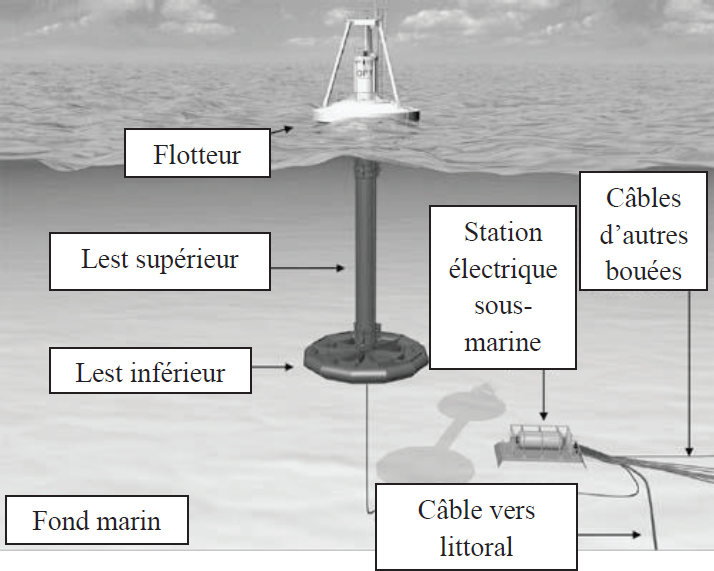 OPT
Flotteur
Câbles
d’autres
bouées
Station
électrique
sous-
marine
Lest supérieur
Lest inférieur
Câble vers
littoral
Fond marin